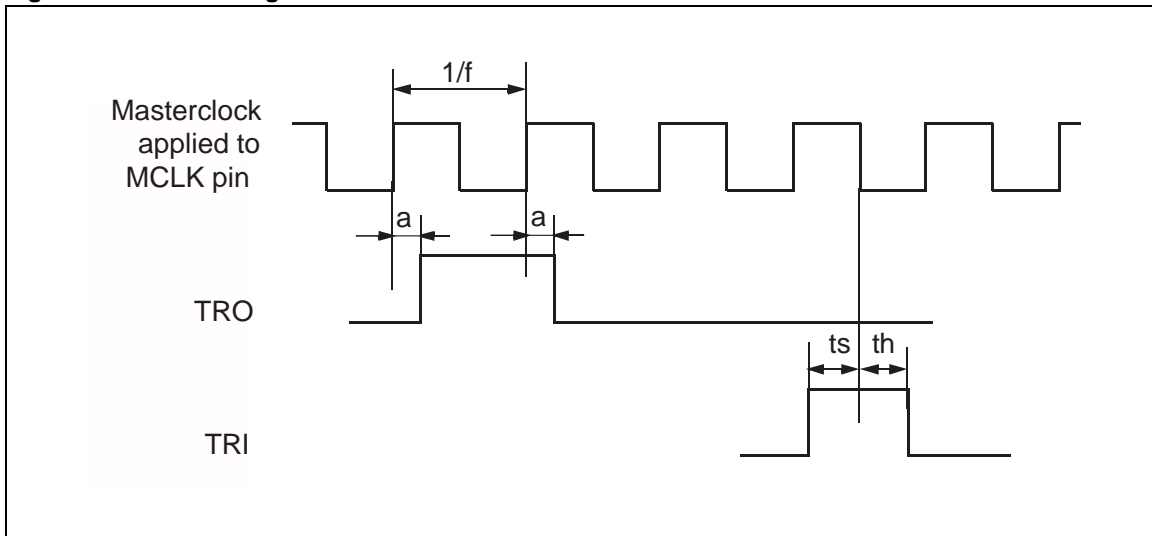 1/f
Masterclock
applied to
MCLK pin
a
a
TRO
ts
th
TRI